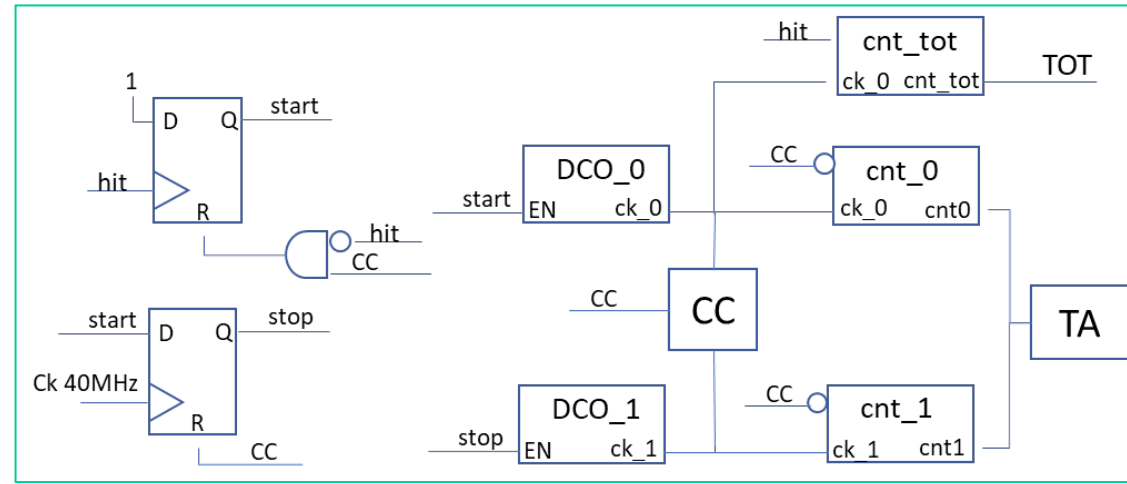 1
D
Q
start
hit
R
hit
CC
start
D
Q
stop
Ck 40MHz
R
CC
DCO_0
start
EN
ck_0
CC
CC
DCO_1
stop
EN
ck_1
hit
cnt_tot
ck_0
cnt_tot
TOT
CC
cnt_0
ck_0
cnt0
CC
cnt_1
ck_1
cnt1
TA